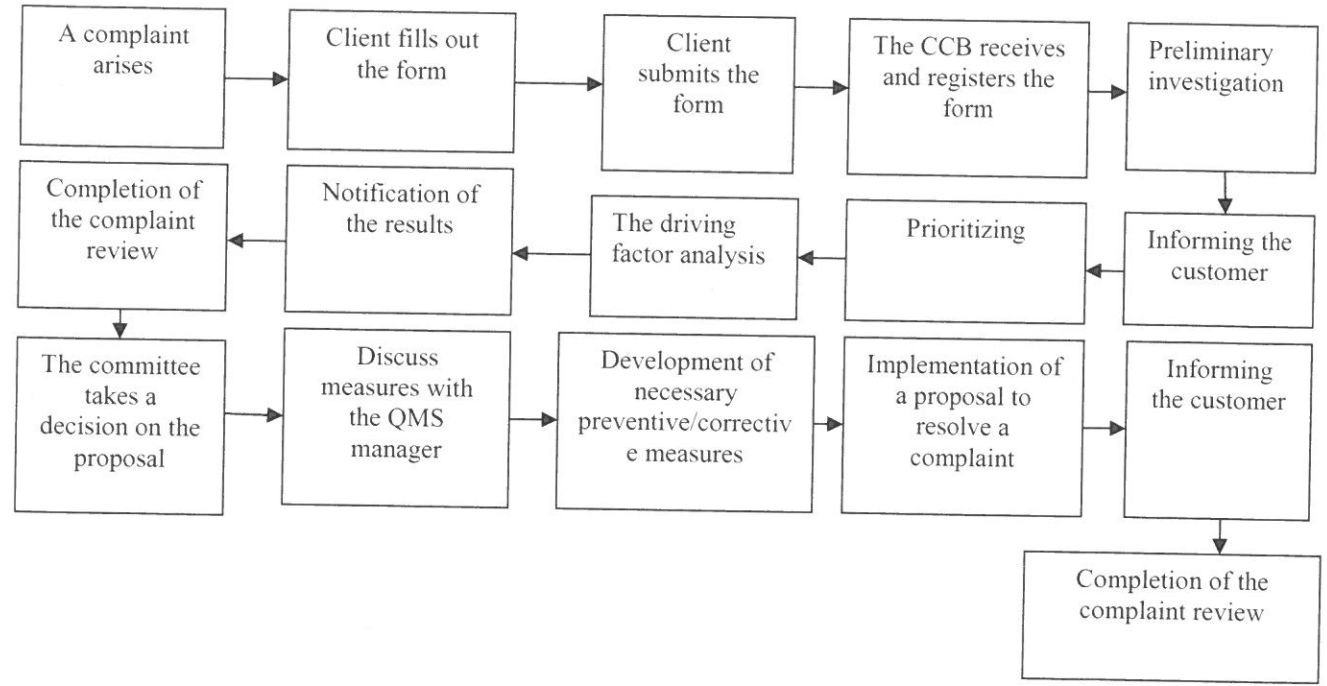 A complaint
arises
Client fills out
the form
Client
submits the
form
The CCB receives
and registers the
form
Preliminary
investigation
Informing the
customer
Prioritizing
The driving
factor analysis
Notification of
the results
Completion of
the complaint
review
The committee
takes a
decision on the
proposal
Discuss
measures with
the QMS
manager
Development of
necessary
preventive/correctiv
e measures
Implementation of
a proposal to
resolve a
complaint
Informing
the customer
Completion of the
complaint review